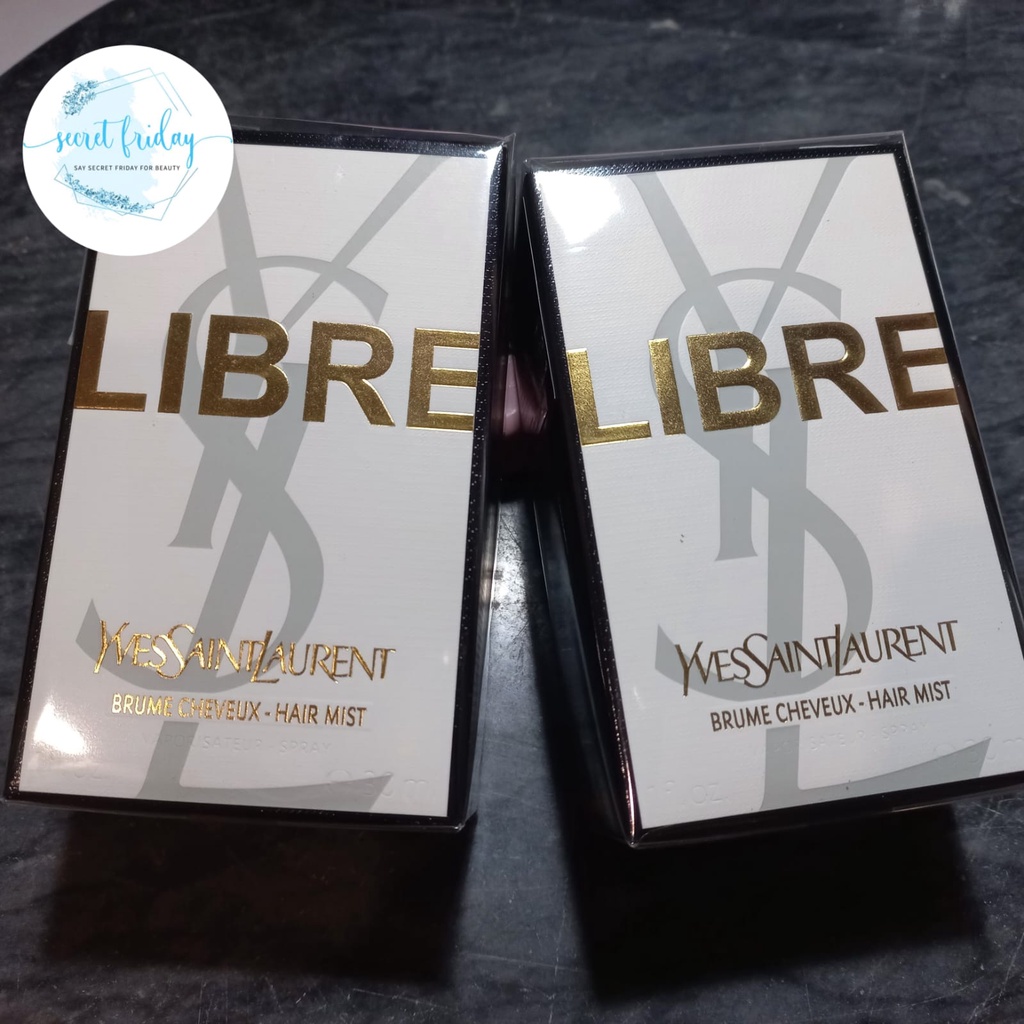 secret friday
SAY SECRET FRIDAY FOR BEAUTY
LIBRE
YVESSAINTLAURENT
BRUME CHEVEUX - HAIR MIST
LIBRE
YVESSAINTLAURENT
BRUME CHEVEUX - HAIR MIST